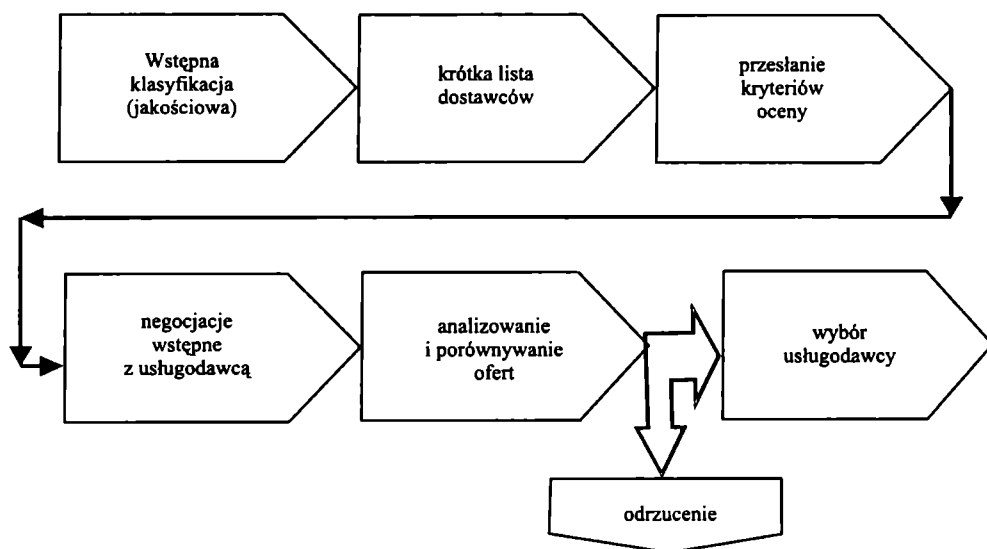 Wstępna
klasyfikacja
(jakościowa)
krótka lista
dostawców
przesłanie
kryteriów
oceny
negocjacje
wstępne
z usługodawcą
analizowanie
i porównywanie
ofert
wybór
usługodawcy
odrzucenie